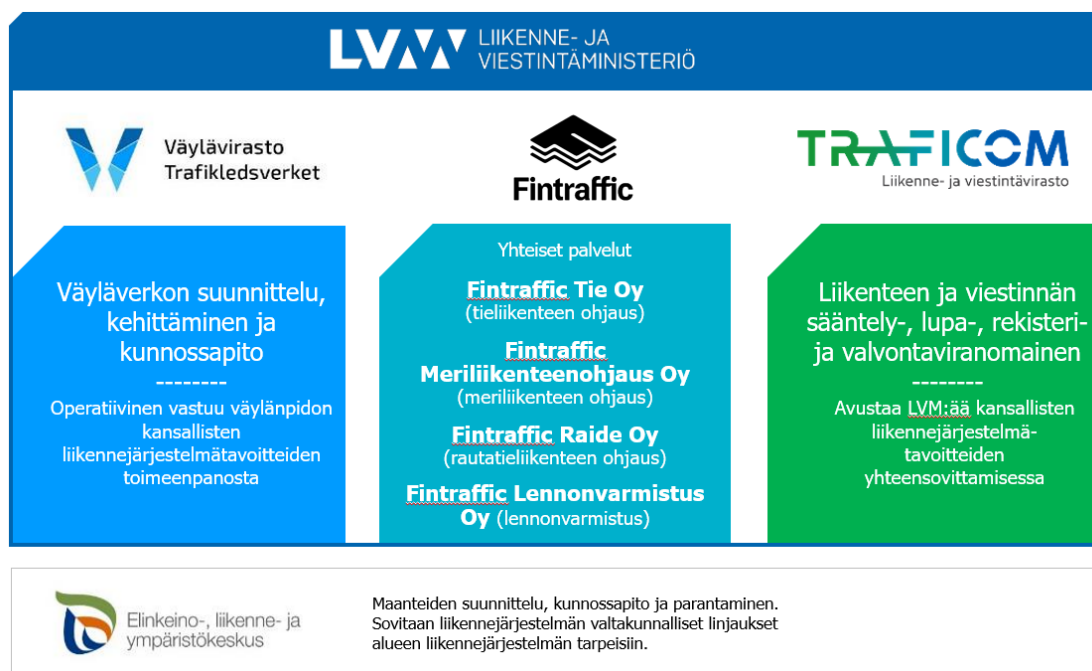 LVM LIIKENNE- JA
VIESTINTÄMINISTERIÖ
Väylävirasto
Trafikledsverket
Fintraffic
TRAFICOM
Liikenne- ja viestintävirasto
Väyläverkon suunnittelu,
kehittäminen ja
kunnossapito
--------
Operatiivinen vastuu väylänpidon
kansallisten
liikennejärjestelmätavoitteiden
toimeenpanosta
Yhteiset palvelut
Fintraffic Tie Oy
(tieliikenteen ohjaus)
Fintraffic
Meriliikenteenohjaus Oy
(meriliikenteen ohjaus)
Fintraffic Raide Oy
(rautatieliikenteen ohjaus)
Fintraffic Lennonvarmistus
Oy (lennonvarmistus)
Liikenteen ja viestinnän
sääntely-, lupa-, rekisteri-
ja valvontaviranomainen
--------
Avustaa LVM:ää kansallisten
liikennejärjestelmä-
tavoitteiden
yhteensovittamisessa
Elinkeino-, liikenne- ja
ympäristökeskus
Maanteiden suunnittelu, kunnossapito ja parantaminen.
Sovitaan liikennejärjestelmän valtakunnalliset linjaukset
alueen liikennejärjestelmän tarpeisiin.